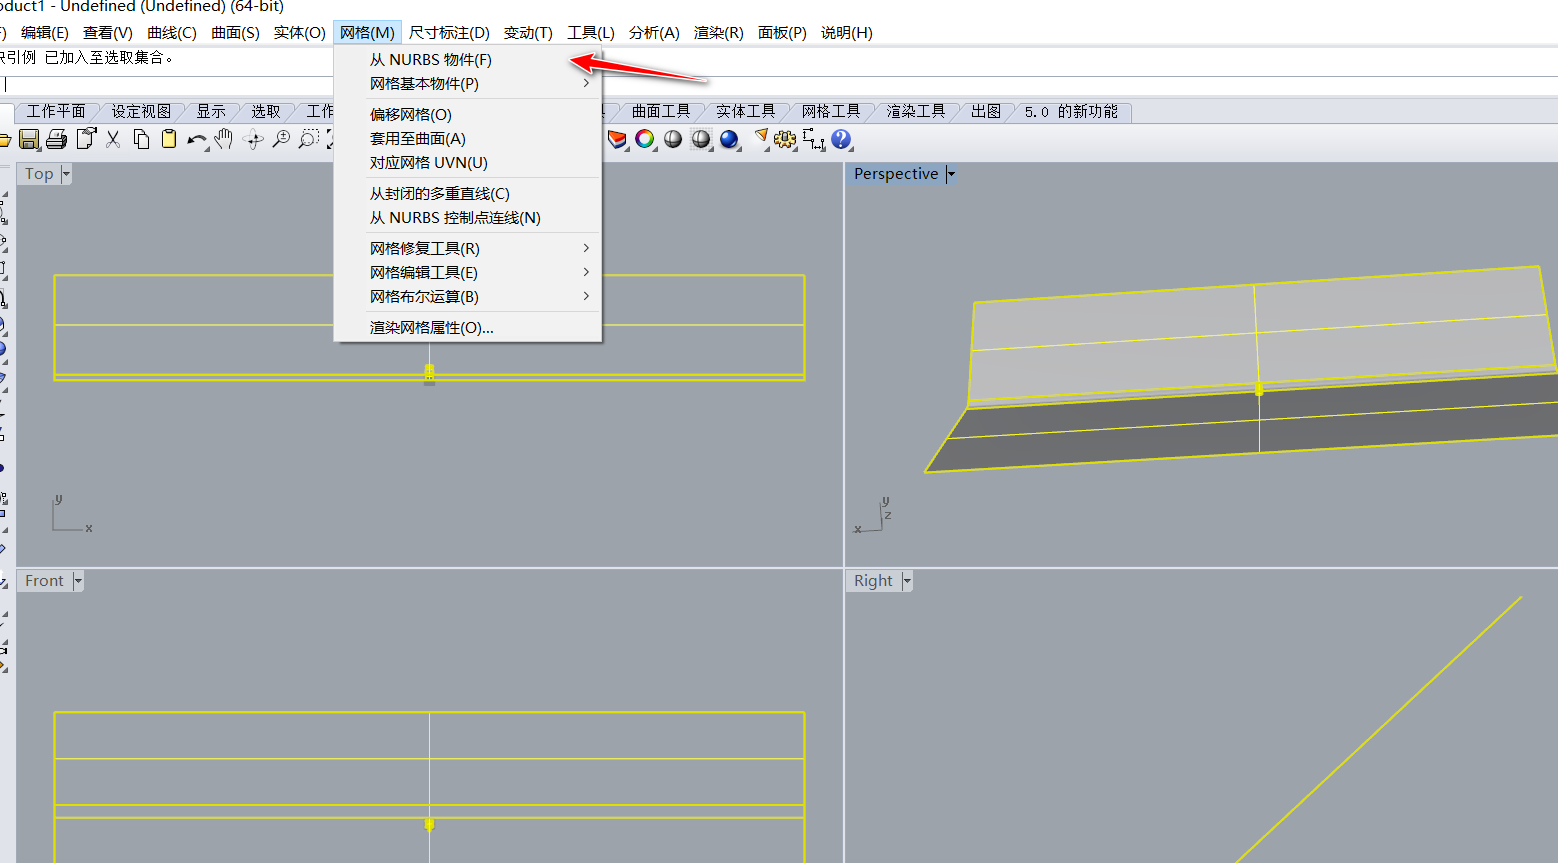 oduct1 - Undefined (Undefined) (64-bit)
) 编辑(E) 查看(V) 曲线(C) 曲面(S) 实体(O) 网格(M) 尺寸标注(D) 变动(T) 工具(L) 分析(A) 渲染(R) 面板(P) 说明(H)
引例 已加入至选取集合。
从 NURBS 物件(F)
网格基本物件(P)
偏移网格(O)
套用至曲面(A)
对应网格 UVN(U)
从封闭的多重直线(C)
从 NURBS 控制点连线(N)
网格修复工具(R)
网格编辑工具(E)
网格布尔运算(B)
渲染网格属性(O)...
工作平面 设定视图 显示 选取 工作 曲面工具 实体工具 网格工具 渲染工具 出图 5.0 的新功能
Top
Perspective
y
x
y
z
x
Front
Right